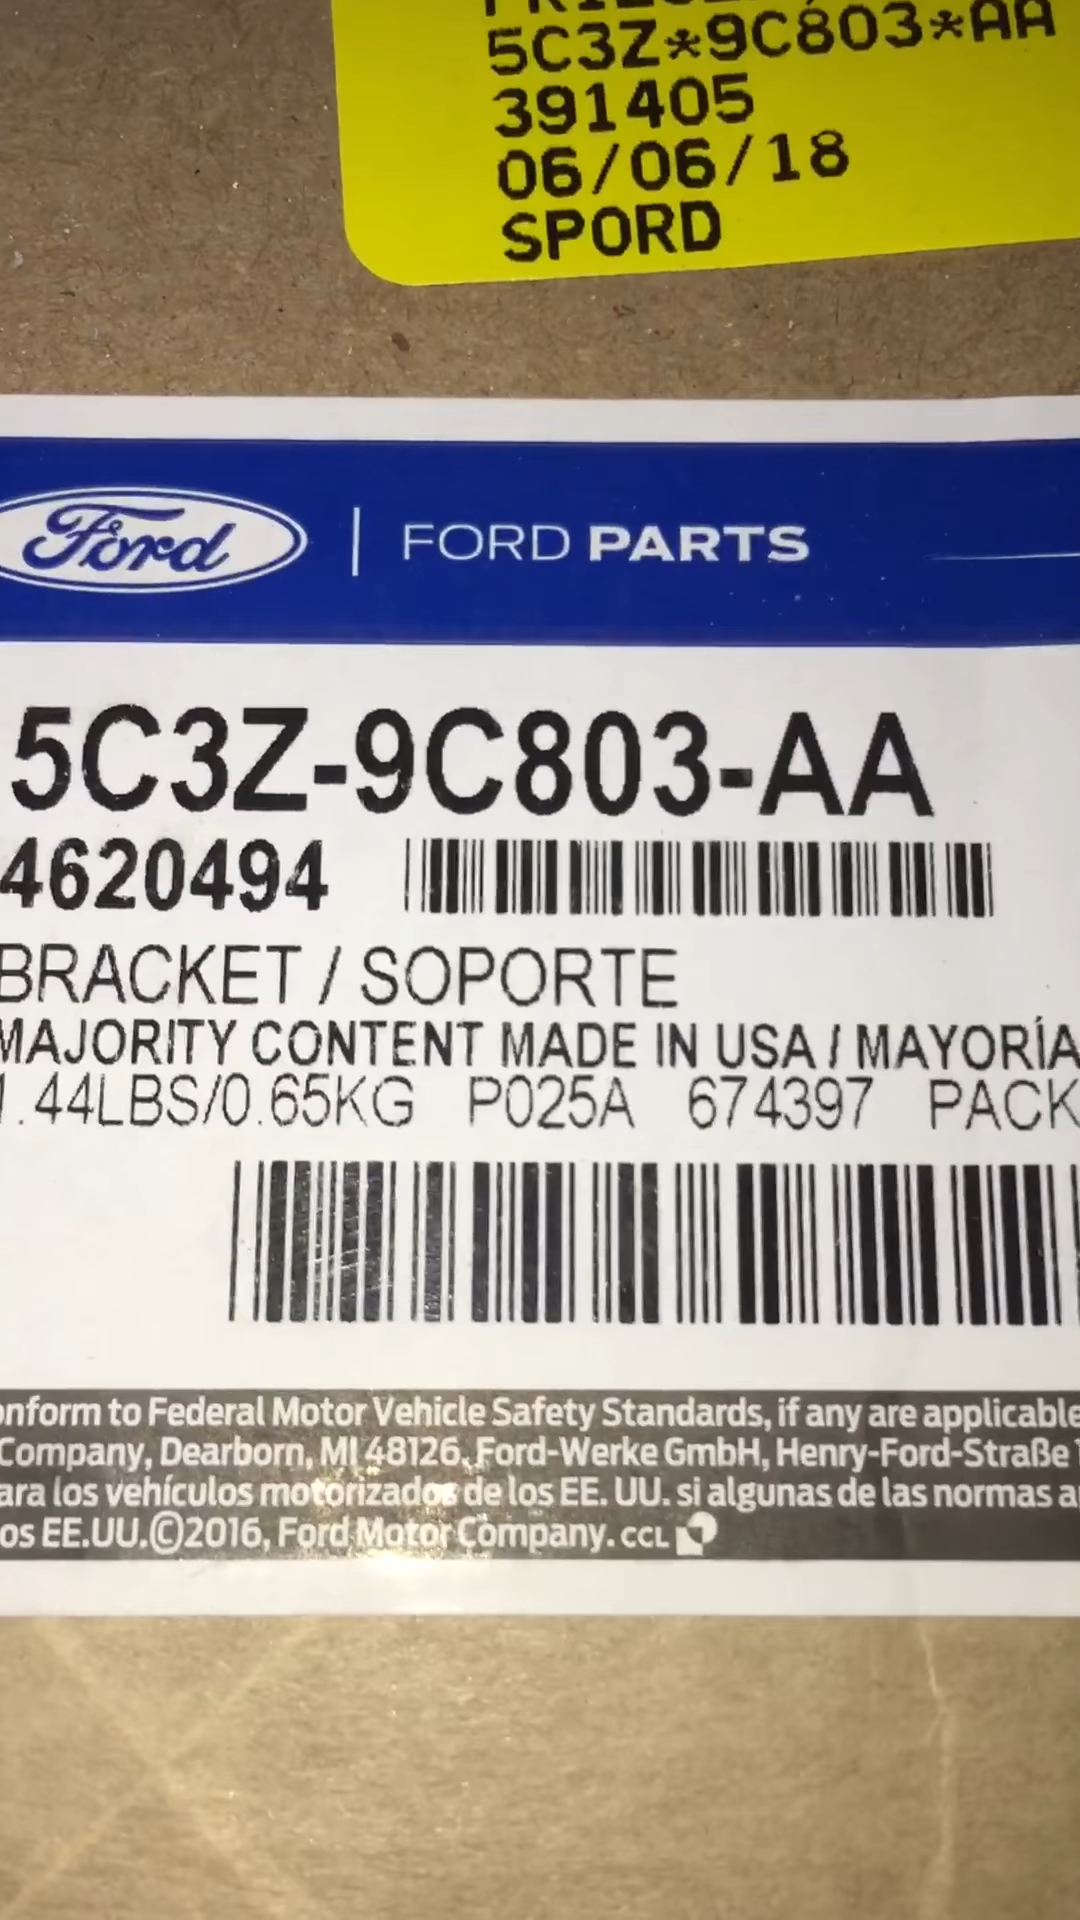 5C3Z*9C803*AA
391405
06/06/18
SPORD
Ford | FORD PARTS
5C3Z-9C803-AA
4620494
BRACKET / SOPORTE
MAJORITY CONTENT MADE IN USA / MAYORÍA
1.44LBS/0.65KG P025A 674397 PACK
onform to Federal Motor Vehicle Safety Standards, if any are applicable
Company, Dearborn, MI 48126, Ford-Werke GmbH, Henry-Ford-Straße 1
ara los vehículos motorizados de los EE. UU. si algunas de las normas a
os EE.UU.©2016, Ford Motor Company. CCL